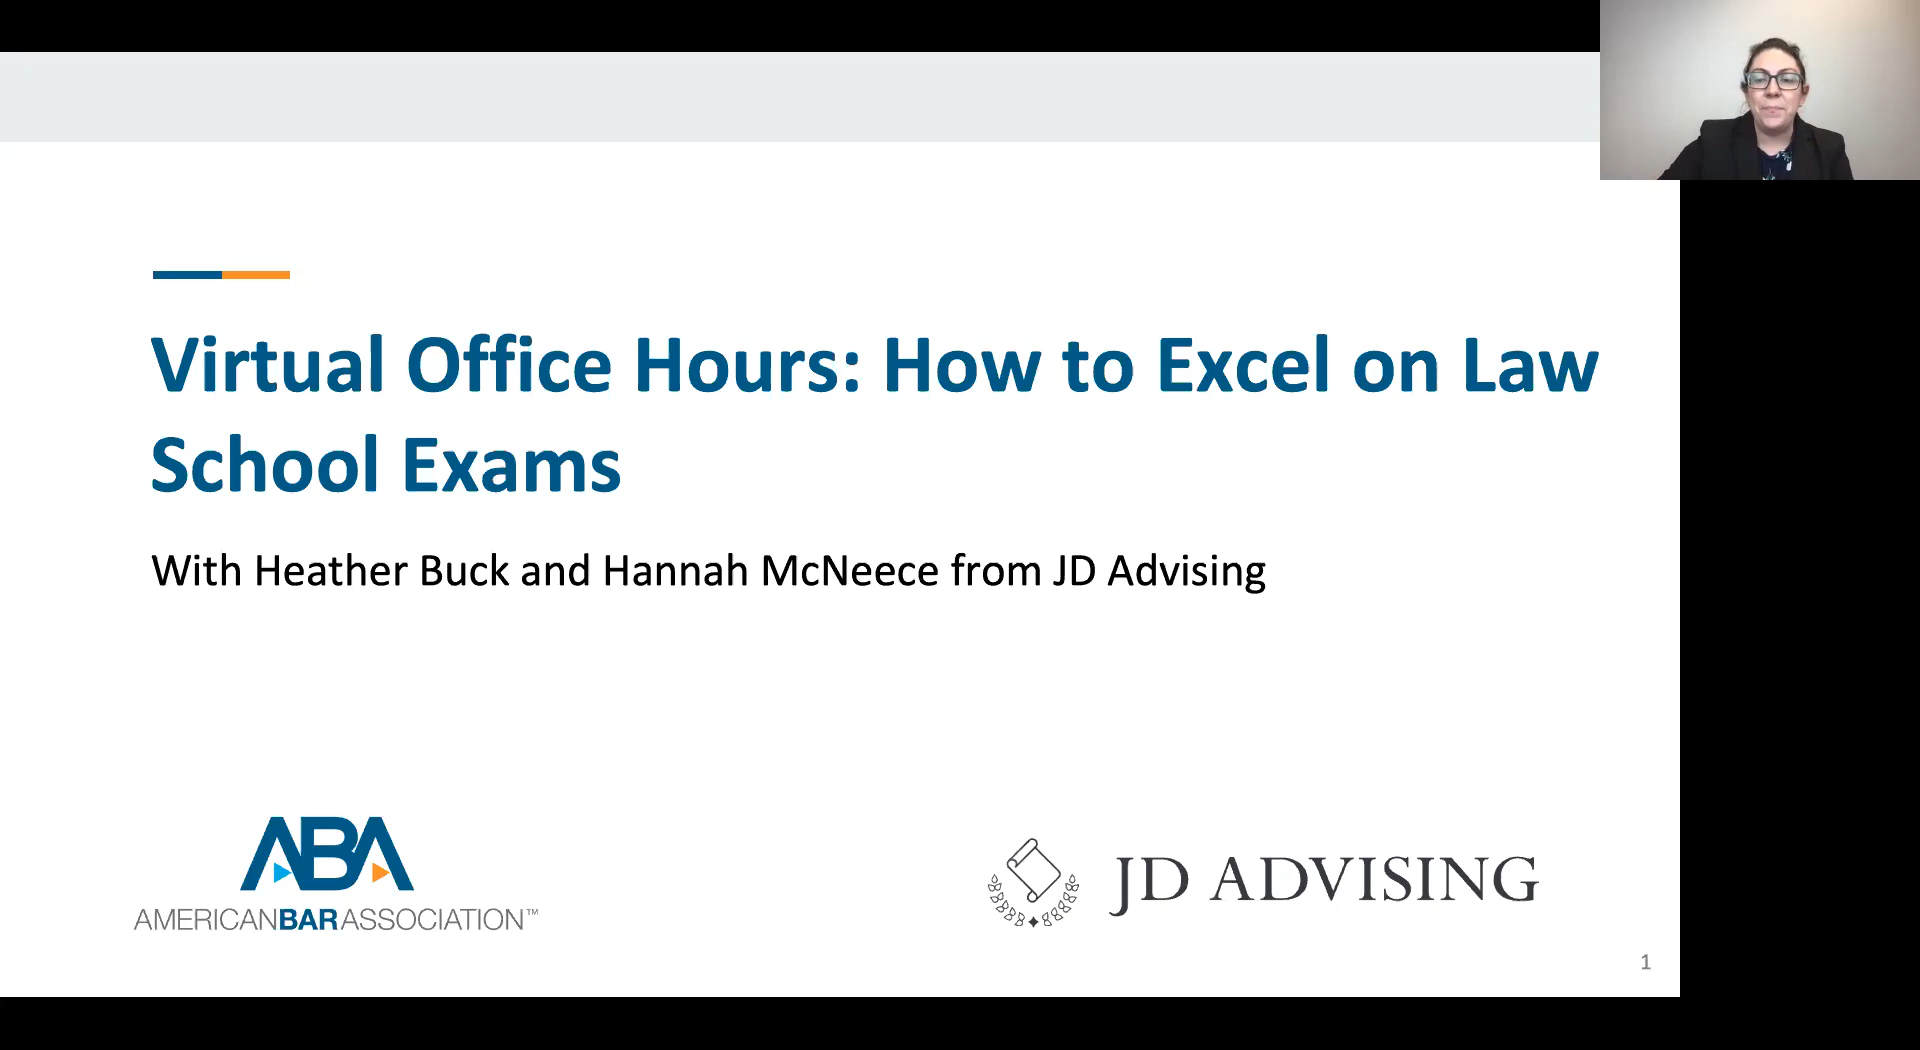 Virtual Office Hours: How to Excel on Law
School Exams
With Heather Buck and Hannah McNeece from JD Advising
ABA
AMERICANBARASSOCIATION™
JD ADVISING
1